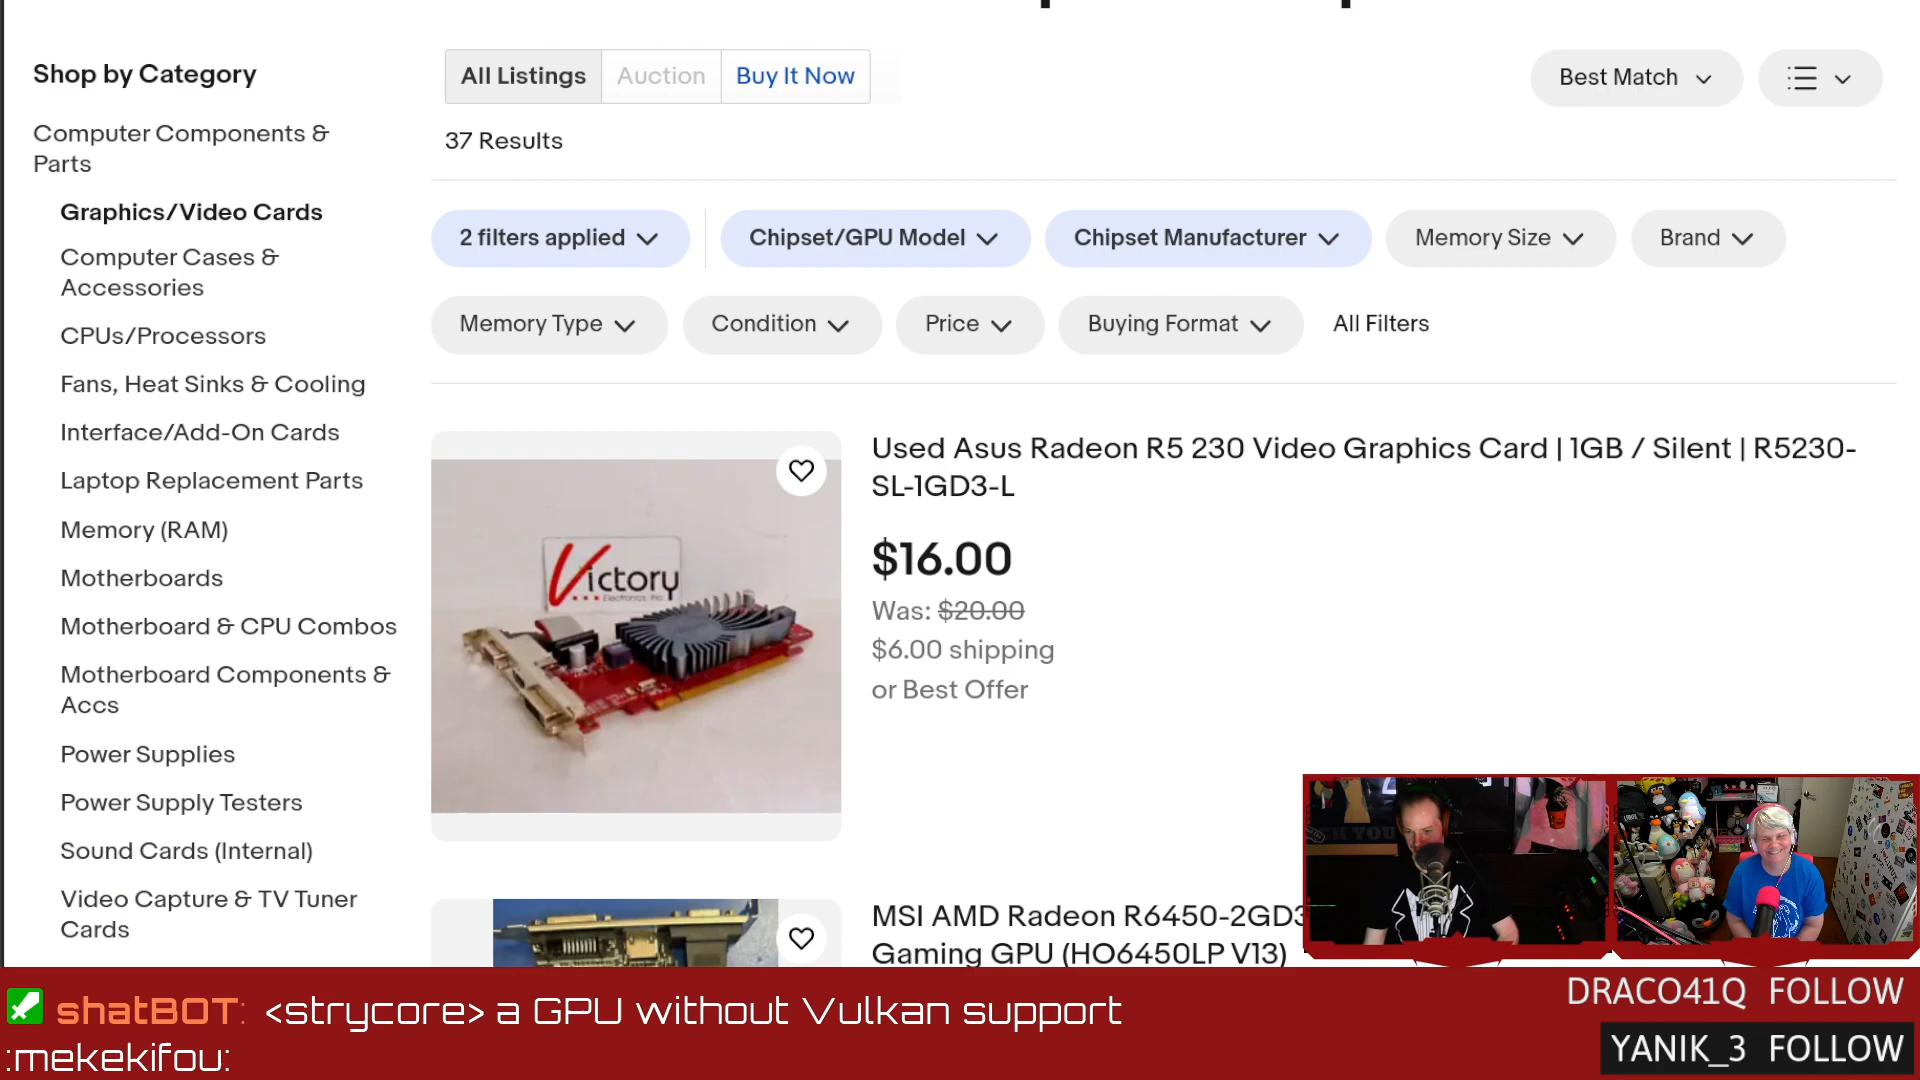 Shop by Category
Computer Components &
Parts
Graphics/Video Cards
Computer Cases &
Accessories
CPUs/Processors
Fans, Heat Sinks & Cooling
Interface/Add-On Cards
Laptop Replacement Parts
Memory (RAM)
Motherboards
Motherboard & CPU Combos
Motherboard Components &
Accs
Power Supplies
Power Supply Testers
Sound Cards (Internal)
Video Capture & TV Tuner
Cards
All Listings
Auction
Buy It Now
Best Match
37 Results
2 filters applied
Chipset/GPU Model
Chipset Manufacturer
Memory Size
Brand
Memory Type
Condition
Price
Buying Format
All Filters
Victory
Electronics, Inc.
Used Asus Radeon R5 230 Video Graphics Card | 1GB / Silent | R5230-
SL-1GD3-L
$16.00
Was: $20.00
$6.00 shipping
or Best Offer
MSI AMD Radeon R6450-2GD3
Gaming GPU (HO6450LP V13)
shatBOT: <strycore> a GPU without Vulkan support
:mekekifou:
DRACO41Q FOLLOW
YANIK_3 FOLLOW